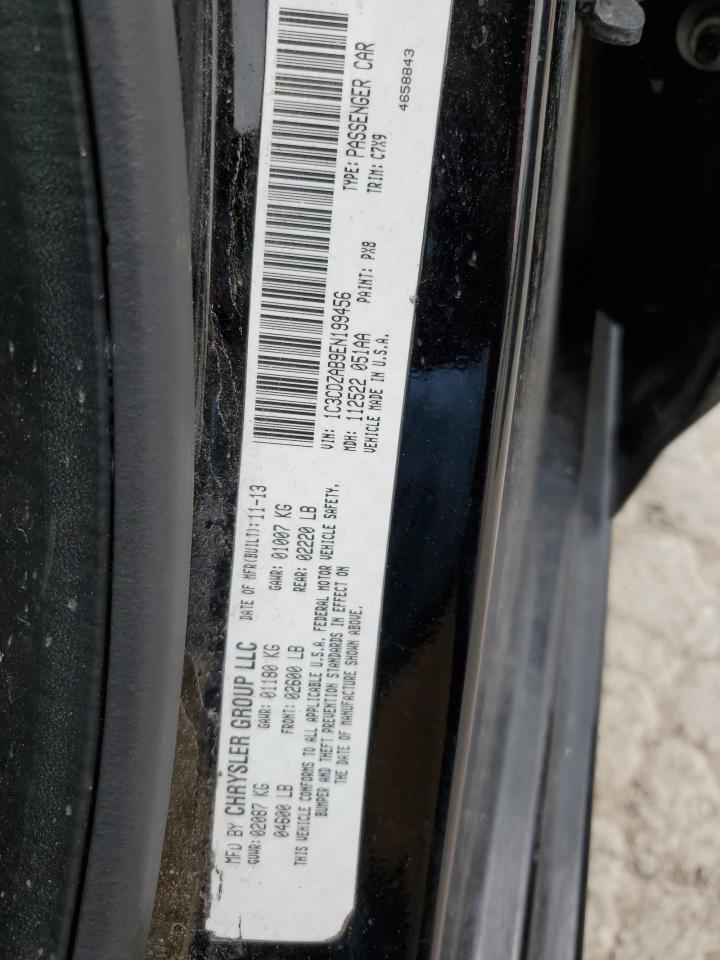 MFD BY CHRYSLER GROUP LLC
DATE OF MFR(BUILT): 11-13
GVWR: 02087 KG
GAWR: 01180 KG
GAWR: 01007 KG
04600 LB
FRONT: 02600 LB
REAR: 02220 LB
THIS VEHICLE CONFORMS TO ALL APPLICABLE U.S.A. FEDERAL MOTOR VEHICLE SAFETY,
BUMPER AND THEFT PREVENTION STANDARDS IN EFFECT ON
THE DATE OF MANUFACTURE SHOWN ABOVE.
VIN: 1C3CDZAB9EN199456
TYPE: PASSENGER CAR
MDH: 112522 051AA
PAINT: PX8
TRIM: C7X9
VEHICLE MADE IN U.S.A.
4658843